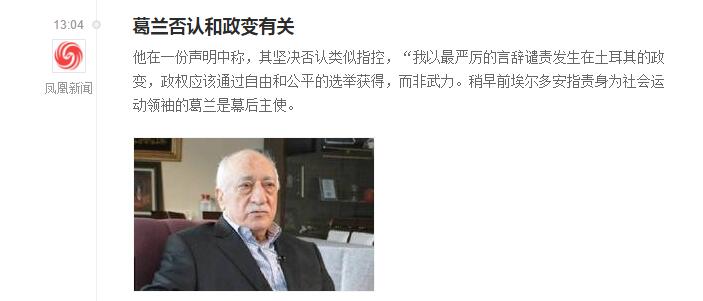 13:04
葛兰否认和政变有关
凤凰新闻
他在一份声明中称，其坚决否认类似指控，“我以最严厉的言辞谴责发生在土耳其的政
变，政权应该通过自由和公平的选举获得，而非武力。稍早前埃尔多安指责身为社会运
动领袖的葛兰是幕后主使。